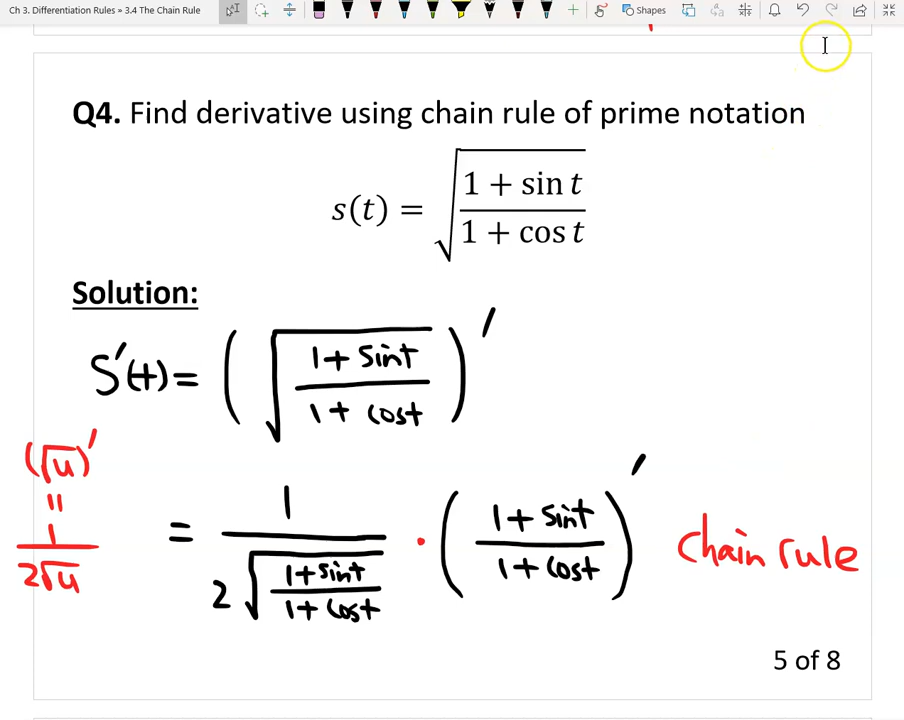 Ch 3. Differentiation Rules » 3.4 The Chain Rule
Shapes
Q4. Find derivative using chain rule of prime notation
s(t) = √((1 + sin t)/(1 + cos t))
Solution:
S'(t) = (√((1 + sint)/(1 + cost)))'
(√u)'
=
1/(2√u)
= 1/(2√((1+sint)/(1+cost))) · ((1+sint)/(1+cost))' chain rule
5 of 8